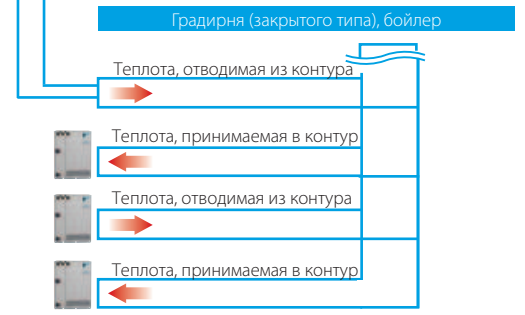 Градирня (закрытого типа), бойлер
Теплота, отводимая из контура
Теплота, принимаемая в контур
Теплота, отводимая из контура
Теплота, принимаемая в контур